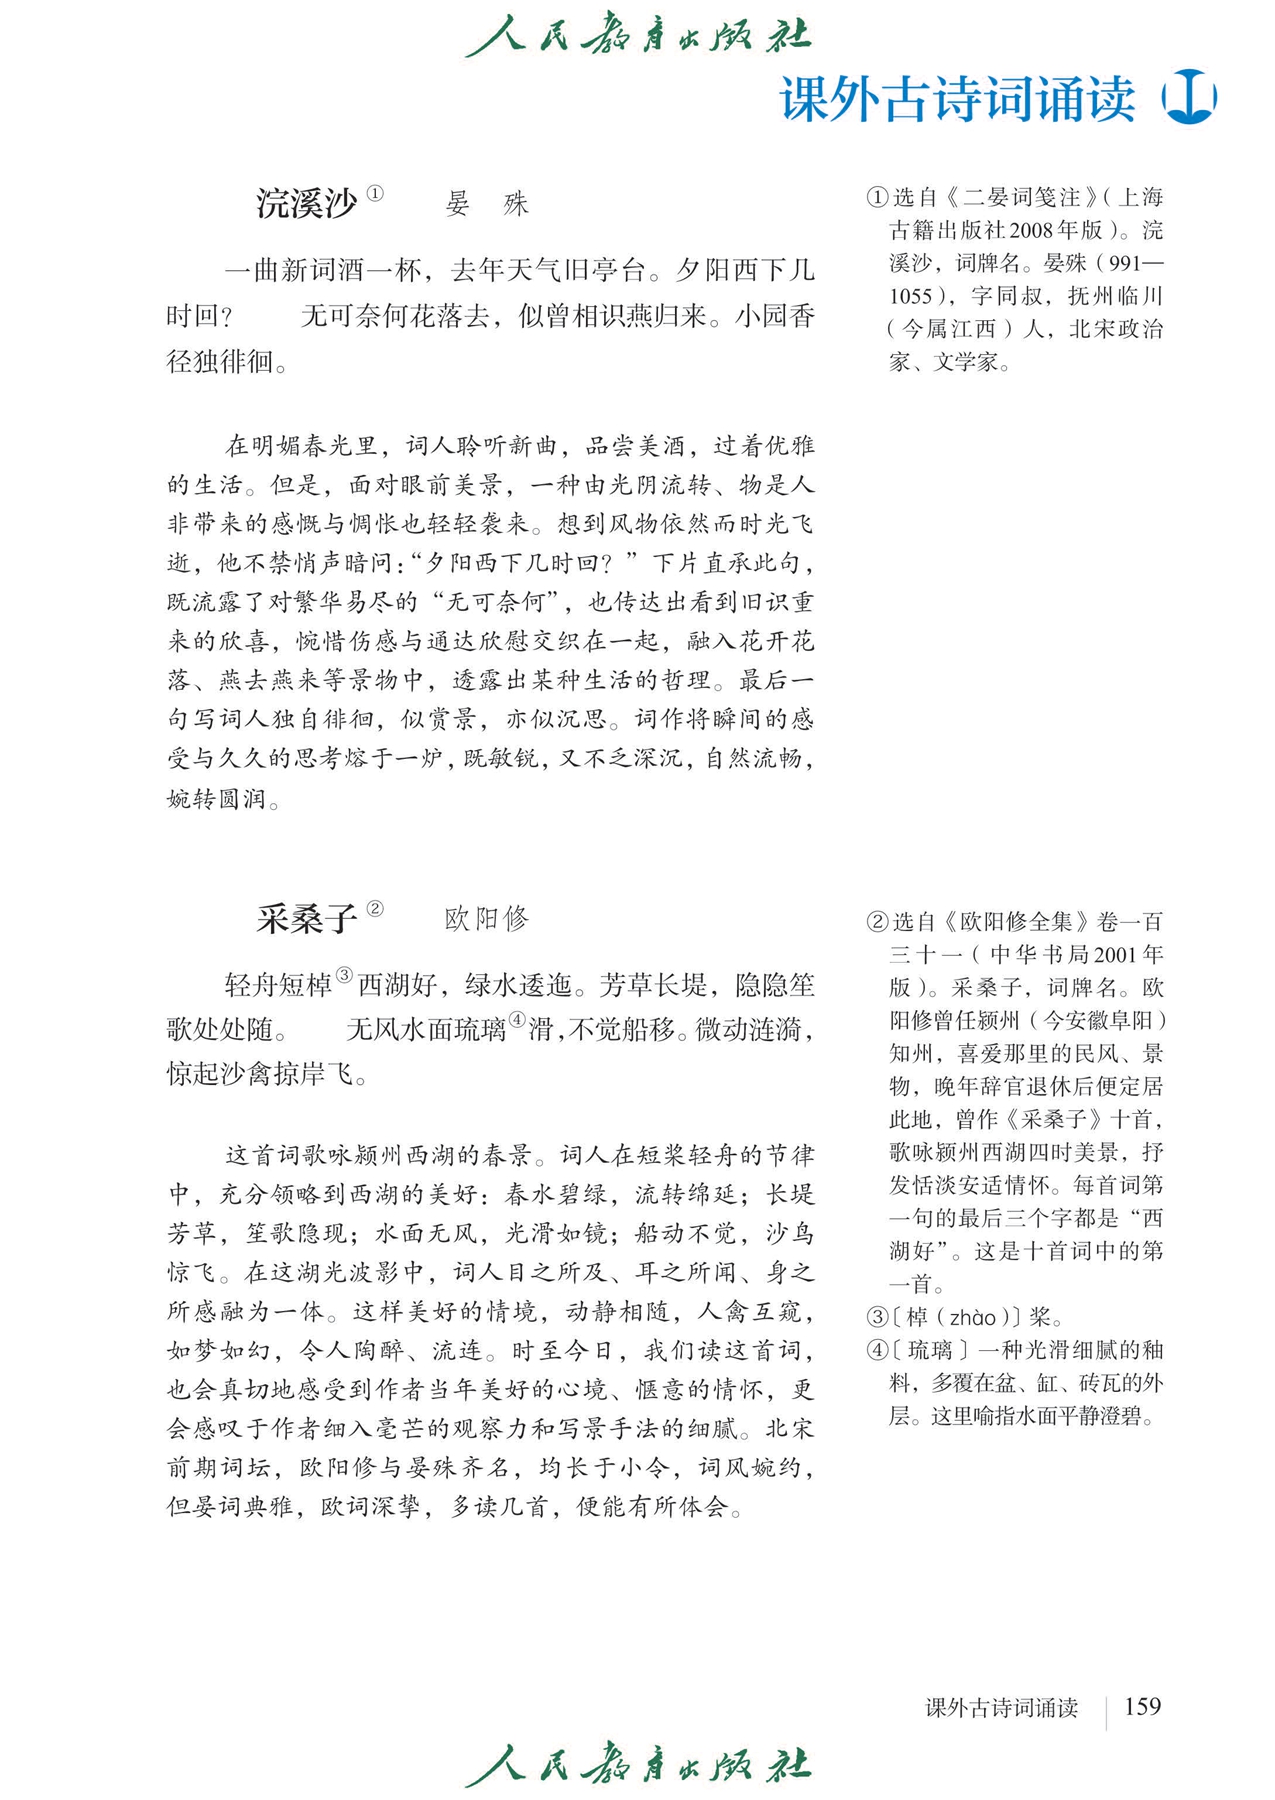 人民教育出版社
课外古诗词诵读
浣溪沙① 晏 殊
一曲新词酒一杯，去年天气旧亭台。夕阳西下几
时回？ 无可奈何花落去，似曾相识燕归来。小园香
径独徘徊。
在明媚春光里，词人聆听新曲，品尝美酒，过着优雅
的生活。但是，面对眼前美景，一种由光阴流转、物是人
非带来的感慨与惆怅也轻轻袭来。想到风物依然而时光飞
逝，他不禁悄声暗问：“夕阳西下几时回？”下片直承此句，
既流露了对繁华易尽的“无可奈何”，也传达出看到旧识重
来的欣喜，惋惜伤感与通达欣慰交织在一起，融入花开花
落、燕去燕来等景物中，透露出某种生活的哲理。最后一
句写词人独自徘徊，似赏景，亦似沉思。词作将瞬间的感
受与久久的思考熔于一炉，既敏锐，又不乏深沉，自然流畅，
婉转圆润。
①选自《二晏词笺注》（上海
古籍出版社2008年版）。浣
溪沙，词牌名。晏殊（991—
1055），字同叔，抚州临川
（今属江西）人，北宋政治
家、文学家。
采桑子② 欧阳修
轻舟短棹③西湖好，绿水逶迤。芳草长堤，隐隐笙
歌处处随。 无风水面琉璃④滑，不觉船移。微动涟漪，
惊起沙禽掠岸飞。
这首词歌咏颍州西湖的春景。词人在短桨轻舟的节律
中，充分领略到西湖的美好：春水碧绿，流转绵延；长堤
芳草，笙歌隐现；水面无风，光滑如镜；船动不觉，沙鸟
惊飞。在这湖光波影中，词人目之所及、耳之所闻、身之
所感融为一体。这样美好的情境，动静相随，人禽互窥，
如梦如幻，令人陶醉、流连。时至今日，我们读这首词，
也会真切地感受到作者当年美好的心境、惬意的情怀，更
会感叹于作者细入毫芒的观察力和写景手法的细腻。北宋
前期词坛，欧阳修与晏殊齐名，均长于小令，词风婉约，
但晏词典雅，欧词深挚，多读几首，便能有所体会。
②选自《欧阳修全集》卷一百
三十一（中华书局2001年
版）。采桑子，词牌名。欧
阳修曾任颍州（今安徽阜阳）
知州，喜爱那里的民风、景
物，晚年辞官退休后便定居
此地，曾作《采桑子》十首，
歌咏颍州西湖四时美景，抒
发恬淡安适情怀。每首词第
一句的最后三个字都是“西
湖好”。这是十首词中的第
一首。
③〔棹（zhào）〕桨。
④〔琉璃〕一种光滑细腻的釉
料，多覆在盆、缸、砖瓦的外
层。这里喻指水面平静澄碧。
课外古诗词诵读 159
人民教育出版社